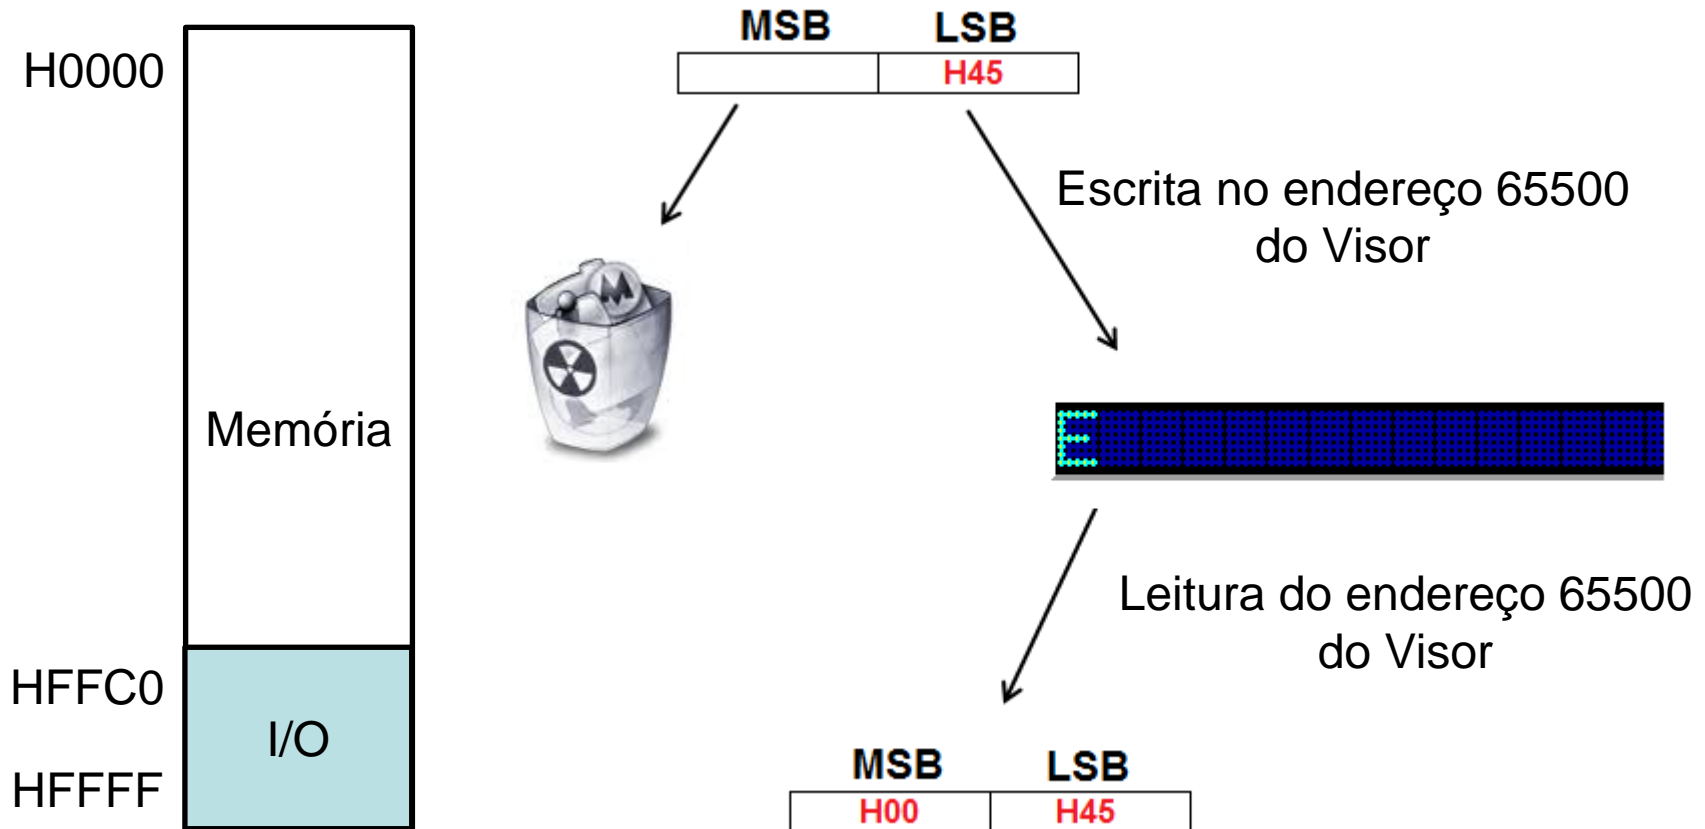 MSB LSB
H0000
H45
Escrita no endereço 65500
do Visor
M
Memória
E
Leitura do endereço 65500
do Visor
HFFC0
I/O
HFFFF
MSB LSB
H00 H45